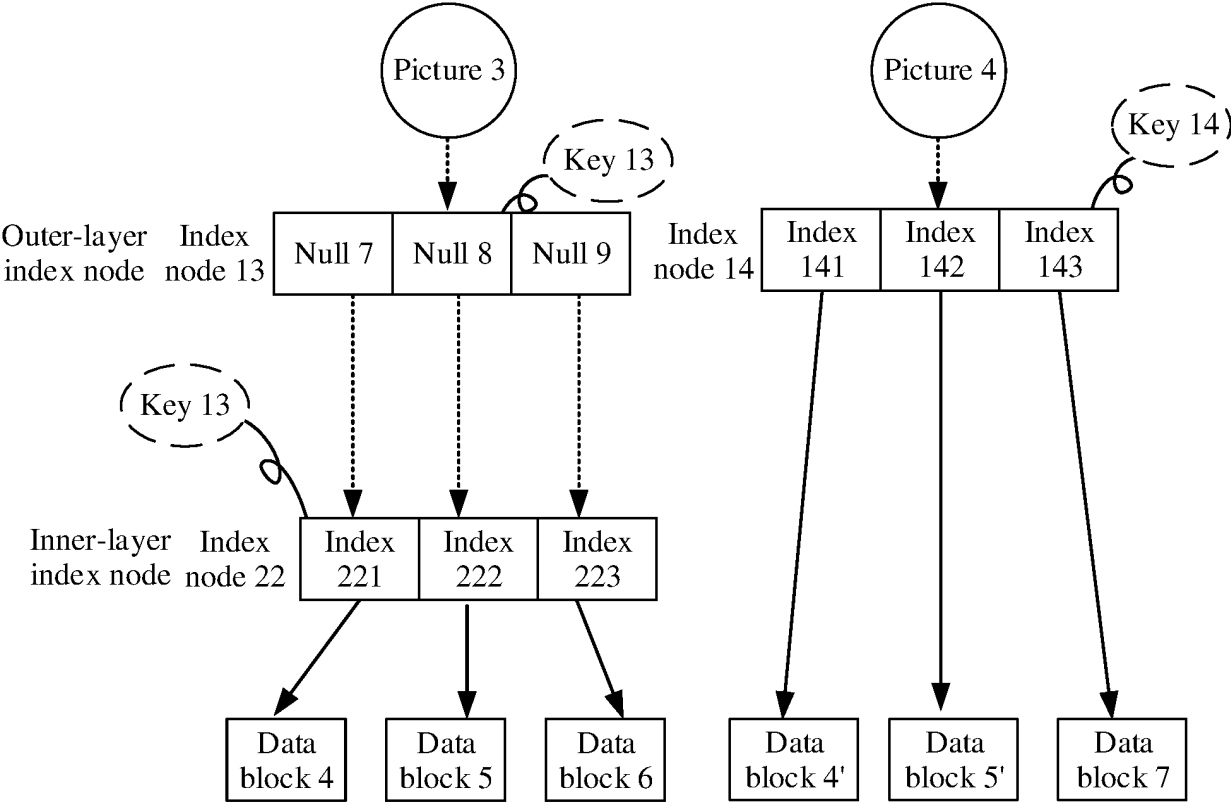 Picture 3
Picture 4
Key 14
Key 13
Outer-layer
index node
Index
node 13
Null 7
Null 8
Null 9
Index
node 14
Index
141
Index
142
Index
143
Key 13
Inner-layer
index node
Index
node 22
Index
221
Index
222
Index
223
Data
block 4
Data
block 5
Data
block 6
Data
block 4'
Data
block 5'
Data
block 7